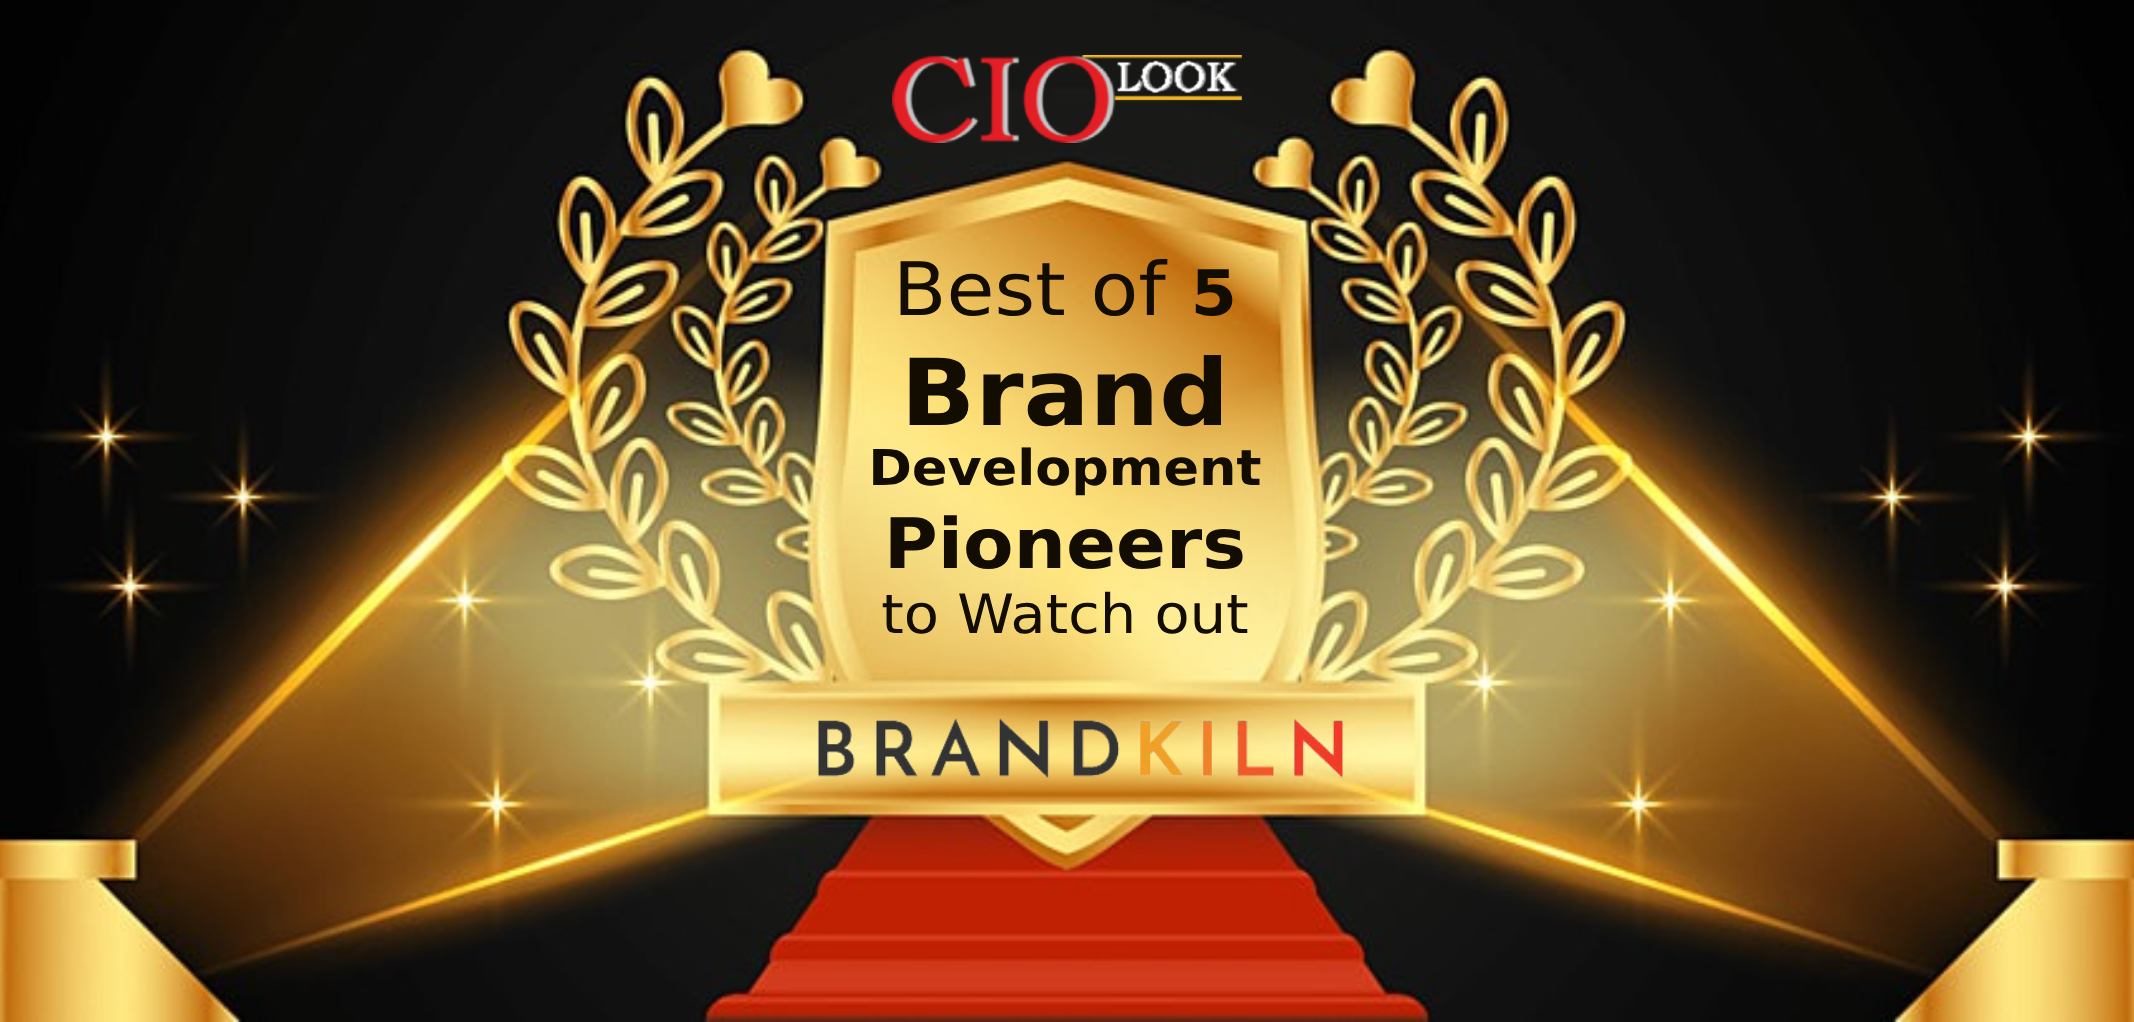 CIO LOOK
Best of 5
Brand
Development
Pioneers
to Watch out
BRANDKILN